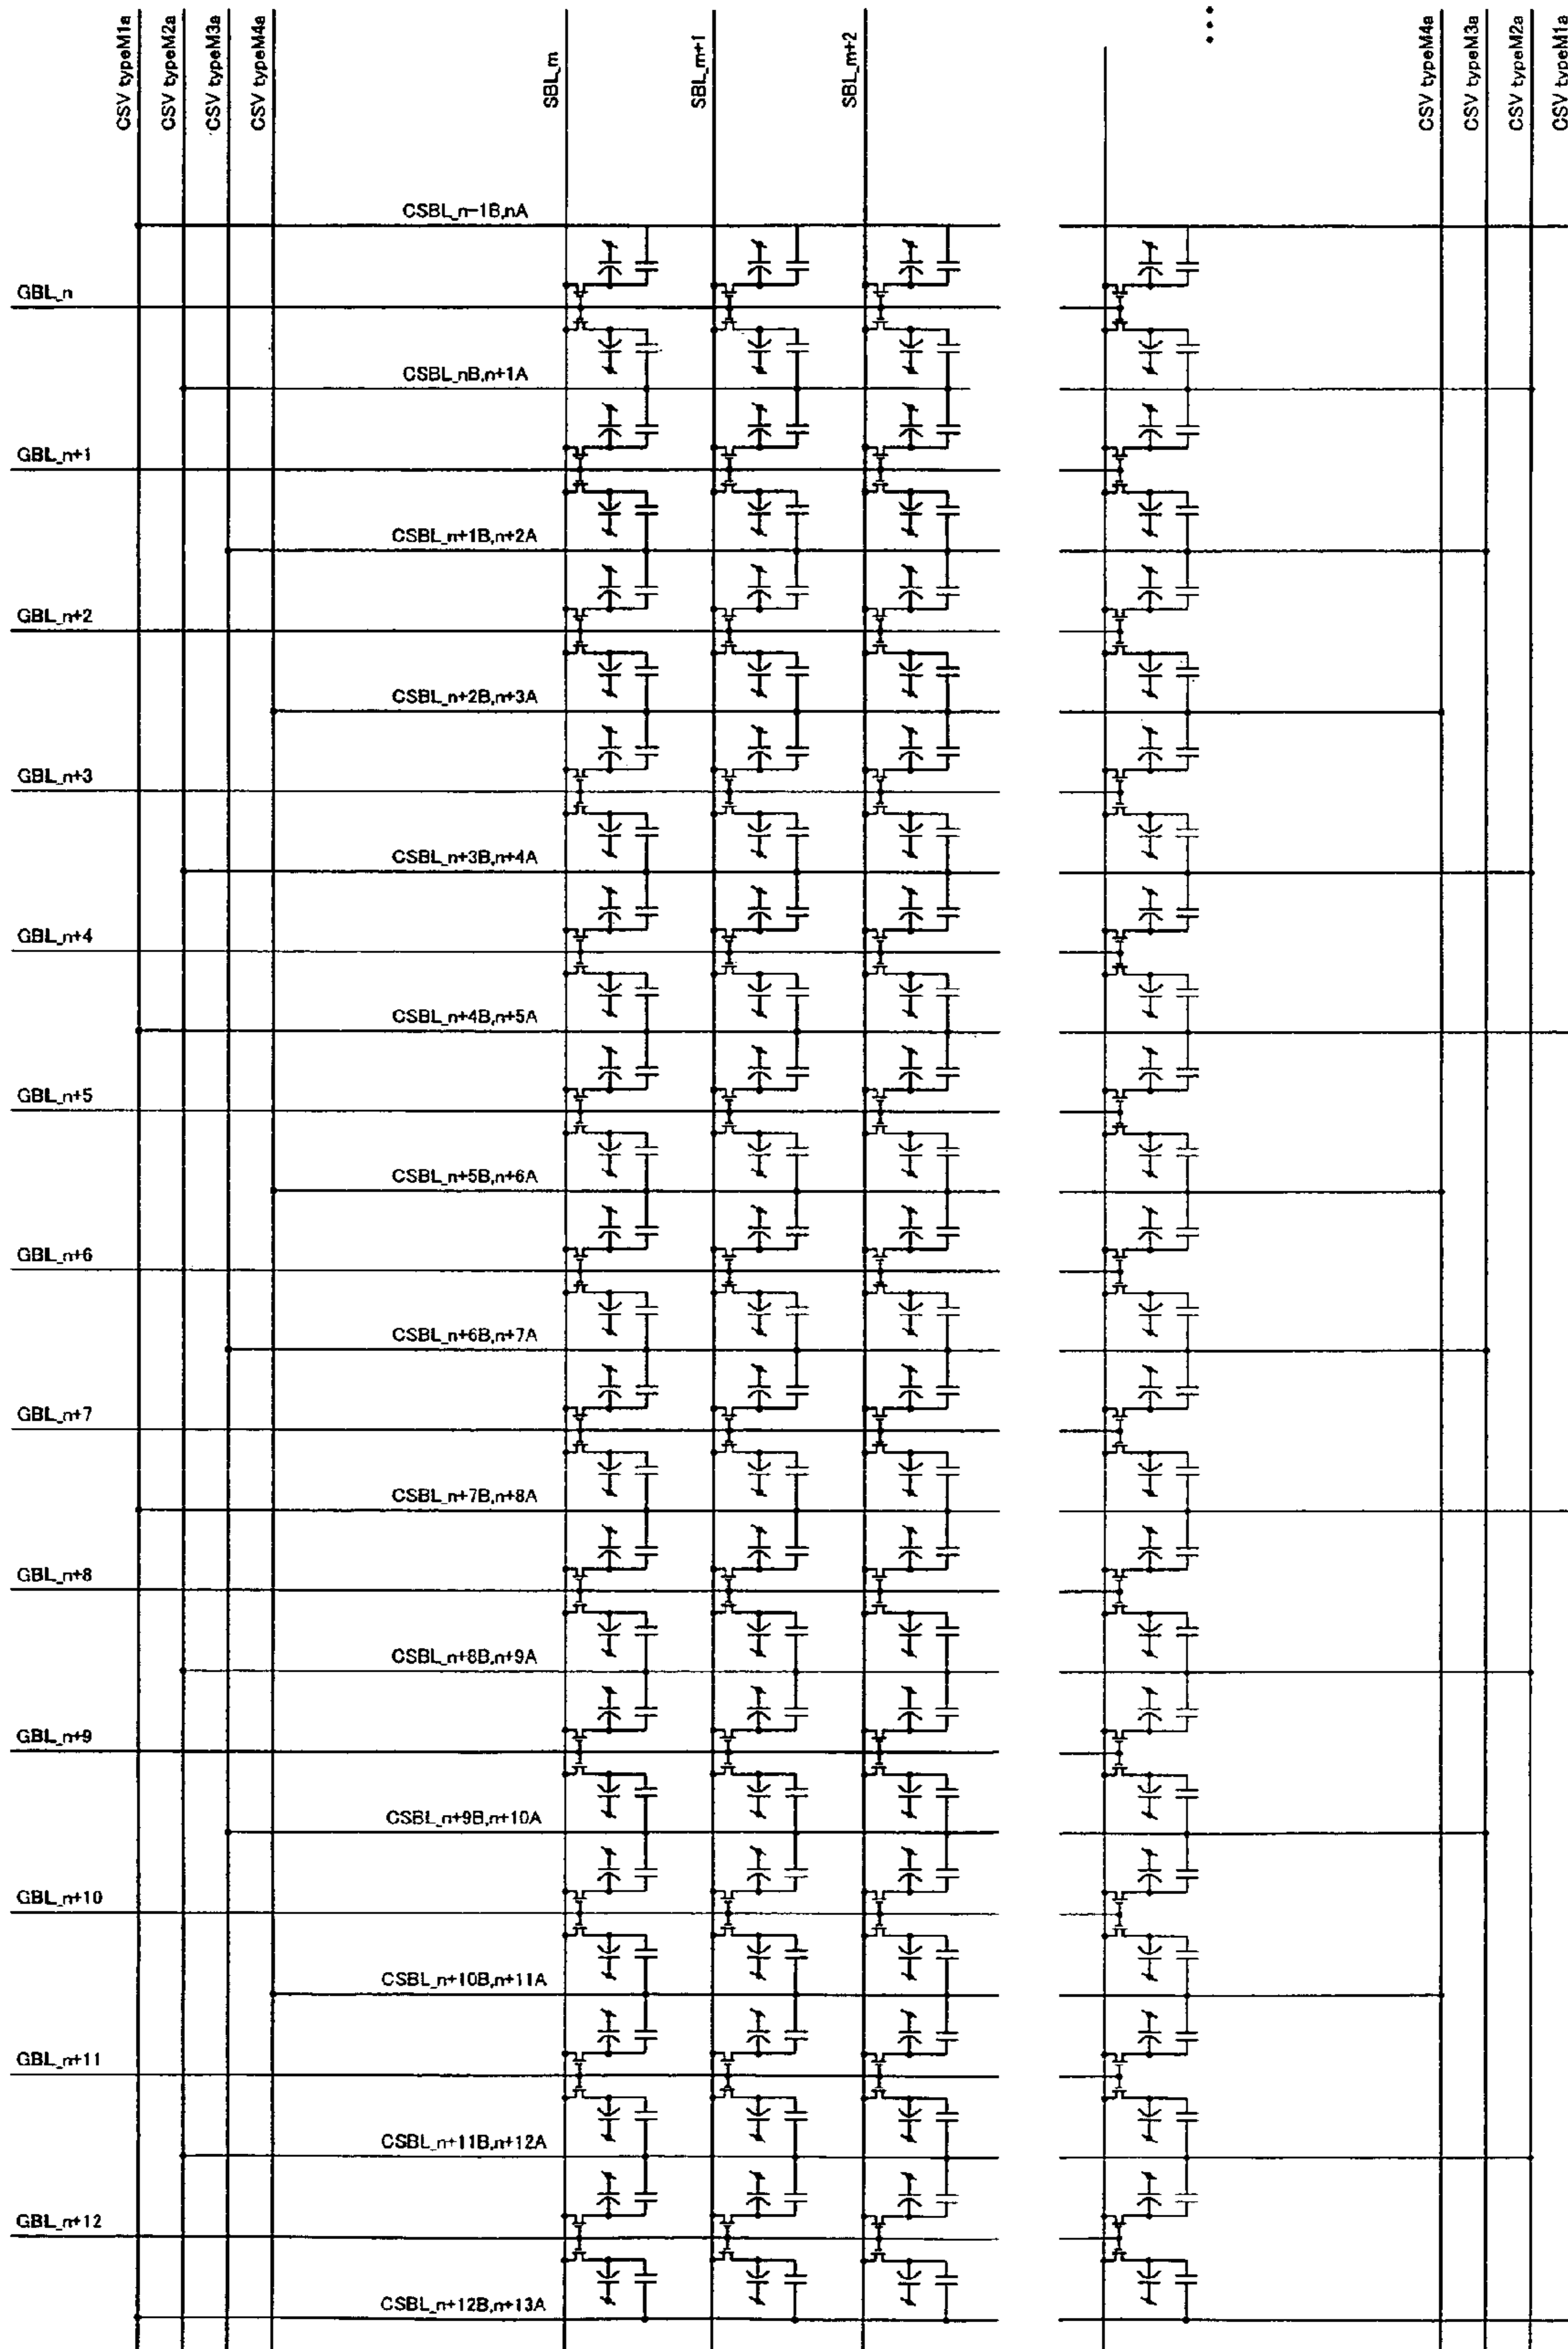 CSV typeM1a
CSV typeM2a
CSV typeM3a
CSV typeM4a
SBL_m
SBL_m+1
SBL_m+2
...
CSV typeM4a
CSV typeM3a
CSV typeM2a
CSV typeM1a
CSBL_n-1B,nA
GBL_n
CSBL_nB,n+1A
GBL_n+1
CSBL_n+1B,n+2A
GBL_n+2
CSBL_n+2B,n+3A
GBL_n+3
CSBL_n+3B,n+4A
GBL_n+4
CSBL_n+4B,n+5A
GBL_n+5
CSBL_n+5B,n+6A
GBL_n+6
CSBL_n+6B,n+7A
GBL_n+7
CSBL_n+7B,n+8A
GBL_n+8
CSBL_n+8B,n+9A
GBL_n+9
CSBL_n+9B,n+10A
GBL_n+10
CSBL_n+10B,n+11A
GBL_n+11
CSBL_n+11B,n+12A
GBL_n+12
CSBL_n+12B,n+13A